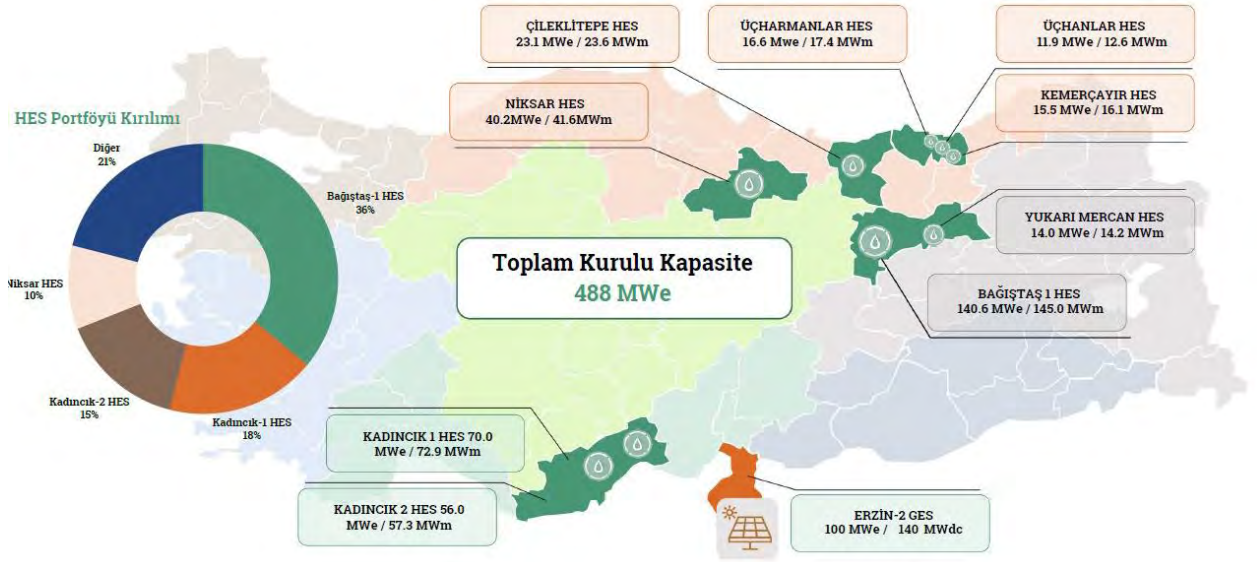 ÇİLEKLİTEPE HES
23.1 MWe / 23.6 MWm
ÜÇHARMANLAR HES
16.6 Mwe / 17.4 MWm
ÜÇHANLAR HES
11.9 MWe / 12.6 MWm
NİKSAR HES
40.2MWe / 41.6MWm
KEMERÇAYIR HES
15.5 MWe / 16.1 MWm
HES Portföyü Kırılımı
Diğer
21%
Bağıştaş-1 HES
36%
YUKARI MERCAN HES
14.0 MWe / 14.2 MWm
Toplam Kurulu Kapasite
488 MWe
Niksar HES
10%
BAĞIŞTAŞ 1 HES
140.6 MWe / 145.0 MWm
Kadıncık-2 HES
15%
Kadıncık-1 HES
18%
KADINCIK 1 HES 70.0
MWe / 72.9 MWm
KADINCIK 2 HES 56.0
MWe / 57.3 MWm
ERZİN-2 GES
100 MWe / 140 MWdc